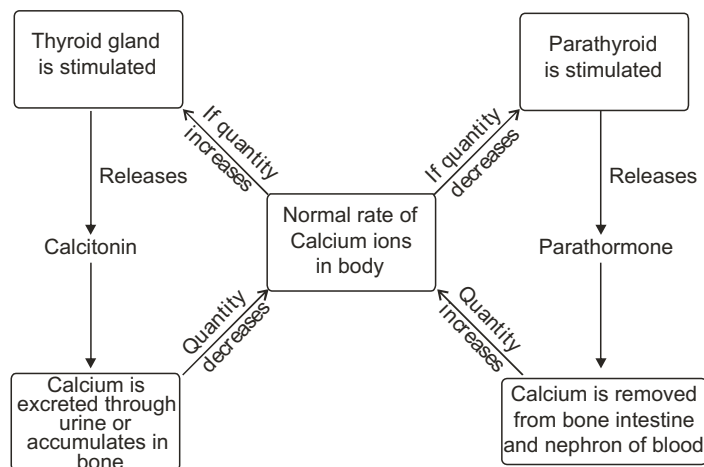 Thyroid gland
is stimulated
Parathyroid
is stimulated
If quantity
increases
If quantity
decreases
Releases
Releases
Normal rate of
Calcium ions
in body
Calcitonin
Parathormone
Quantity
decreases
Quantity
increases
Calcium is
excreted through
urine or
accumulates in
bone
Calcium is removed
from bone intestine
and nephron of blood